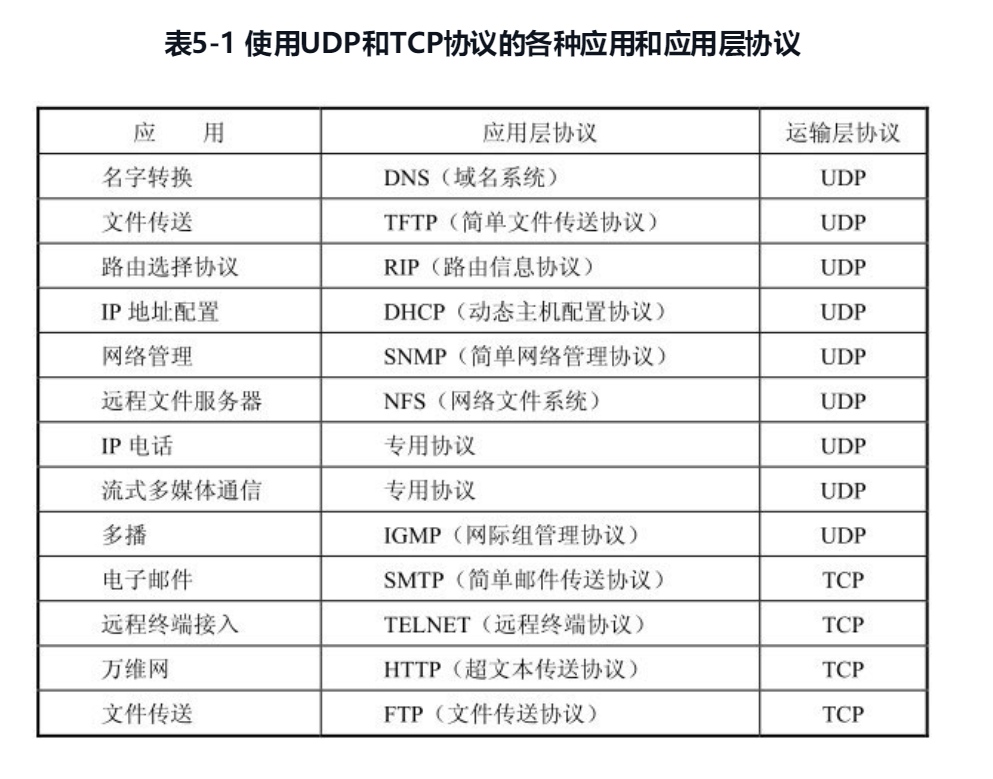 表5-1 使用UDP和TCP协议的各种应用和应用层协议
应 用 应用层协议 运输层协议
名字转换 DNS（域名系统） UDP
文件传送 TFTP（简单文件传送协议） UDP
路由选择协议 RIP（路由信息协议） UDP
IP 地址配置 DHCP（动态主机配置协议） UDP
网络管理 SNMP（简单网络管理协议） UDP
远程文件服务器 NFS（网络文件系统） UDP
IP 电话 专用协议 UDP
流式多媒体通信 专用协议 UDP
多播 IGMP（网际组管理协议） UDP
电子邮件 SMTP（简单邮件传送协议） TCP
远程终端接入 TELNET（远程终端协议） TCP
万维网 HTTP（超文本传送协议） TCP
文件传送 FTP（文件传送协议） TCP